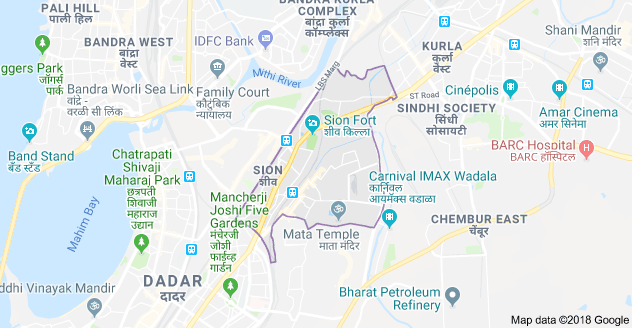 PALI HILL
पाली हिल
BANDRA WEST
बांद्रा
वेस्ट
BANDRA KURLA
COMPLEX
बांद्रा कुर्ला
कॉम्प्लेक्स
IDFC Bank
KURLA
कुर्ला
वेस्ट
Shani Mandir
शनि मंदिर
ggers Park
जॉगर्स
पार्क
Bandra Worli Sea Link
वांद्रे -
वरळी सी लिंक
Family Court
कौटुंबिक
न्यायालय
Mithi River
LBS Marg
ST Road
SINDHI SOCIETY
सिंधी
सोसायटी
Cinépolis
Amar Cinema
अमर सिनेमा
Sion Fort
शीव किल्ला
Band Stand
बँड स्टँड
BARC Hospital
BARC हॉस्पिटल
Chatrapati
Shivaji
Maharaj Park
छत्रपती
शिवाजी
महाराज
उद्यान
SION
शीव
Carnival IMAX Wadala
कार्निवल
आयमॅक्स वडाळा
Mancherji
Joshi Five
Gardens
मंचेरजी
जोशी
फाईव्ह
गार्डन
Mahim Bay
CHEMBUR EAST
चेंबूर
Mata Temple
माता मंदिर
DADAR
दादर
ddhi Vinayak Mandir
Bharat Petroleum
Refinery
Map data ©2018 Google